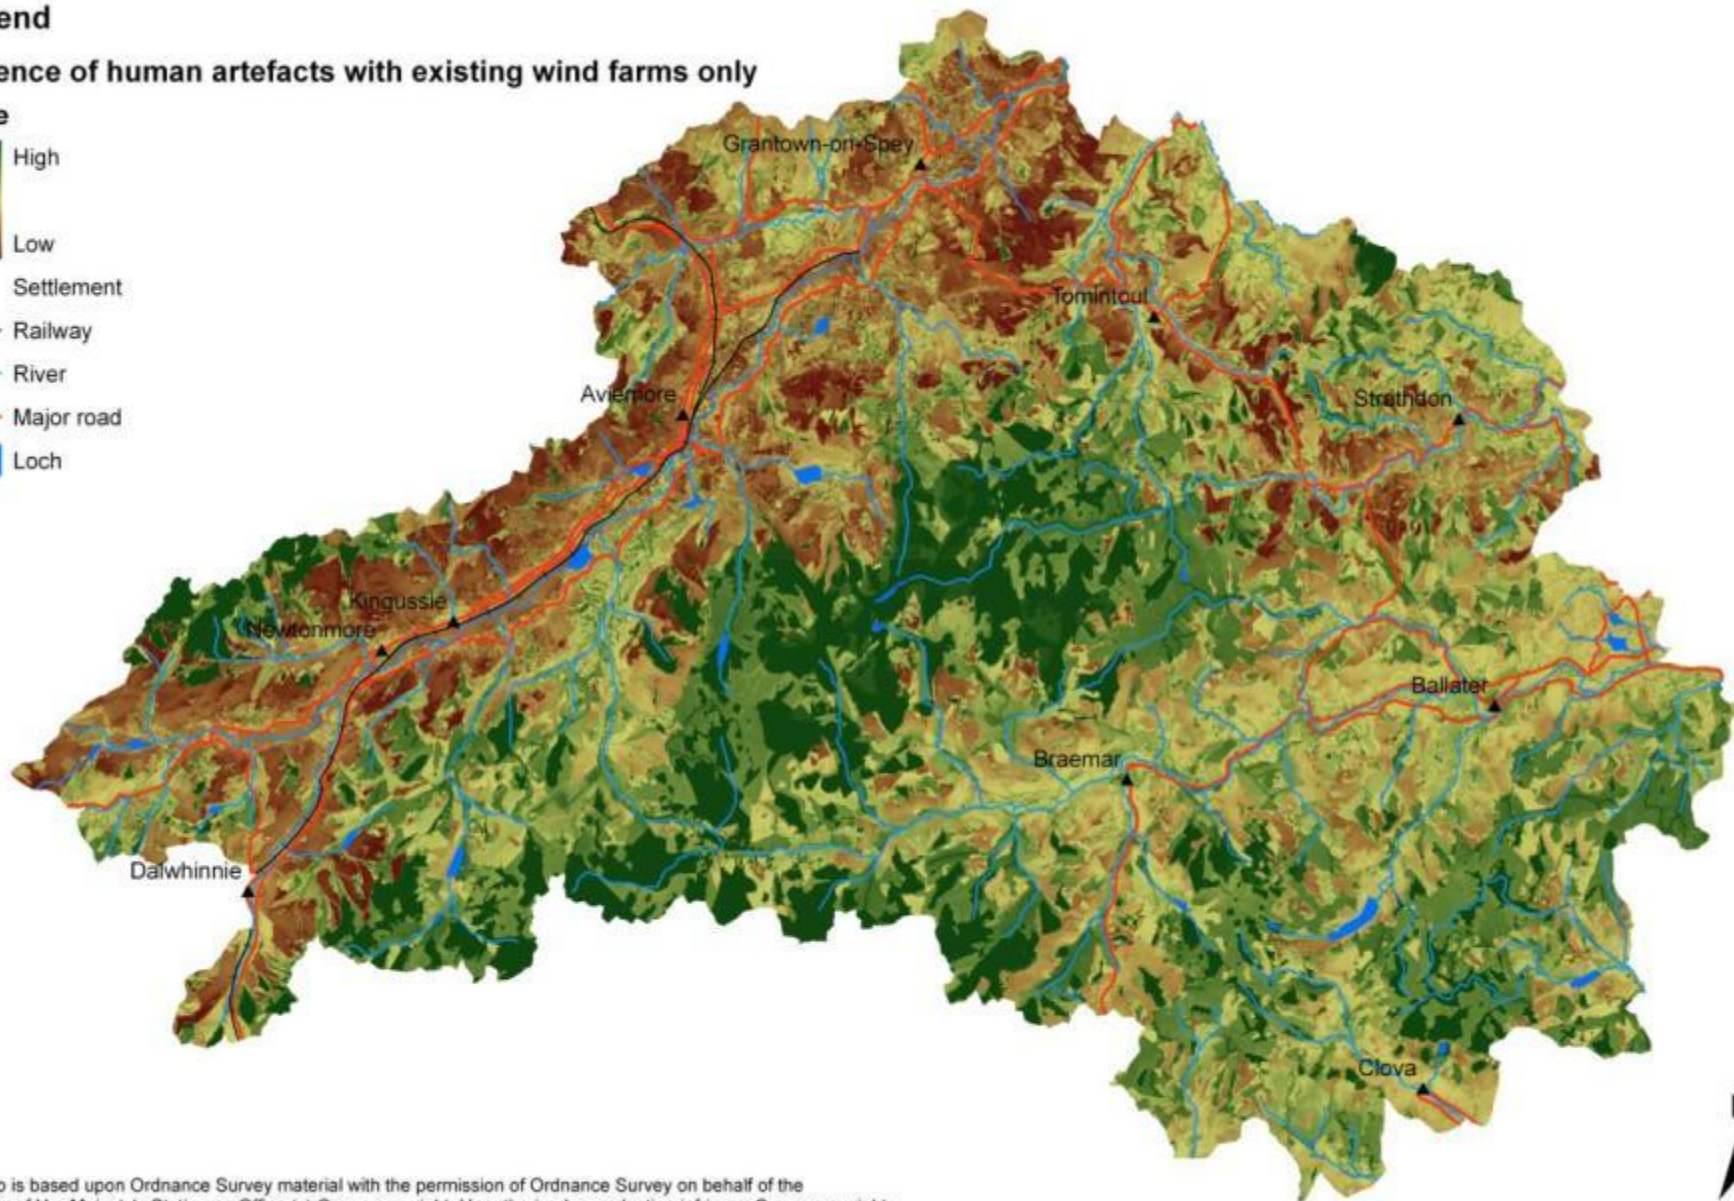 end
ence of human artefacts with existing wind farms only
e
High
Low
Settlement
Railway
River
Major road
Loch
Grantown-on-Spey
Tomintoul
Aviemore
Strathdon
Kingussie
Newtonmore
Ballater
Braemar
Dalwhinnie
Clova
is based upon Ordnance Survey material with the permission of Ordnance Survey on behalf of the